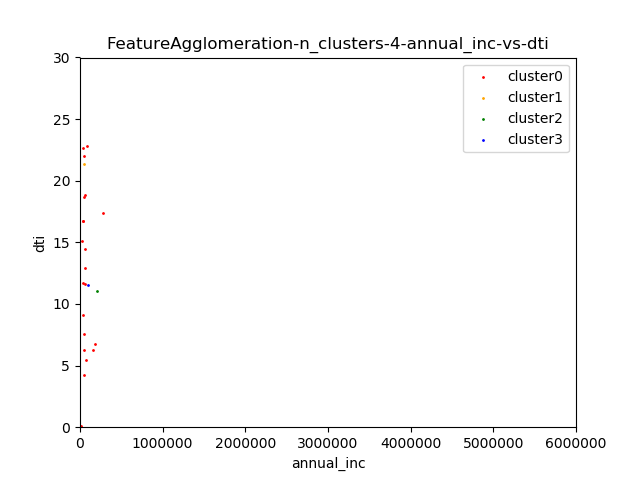 FeatureAgglomeration-n_clusters-4-annual_inc-vs-dti
30
25
20
15
10
5
0
dti
cluster0
cluster1
cluster2
cluster3
0 1000000 2000000 3000000 4000000 5000000 6000000
annual_inc